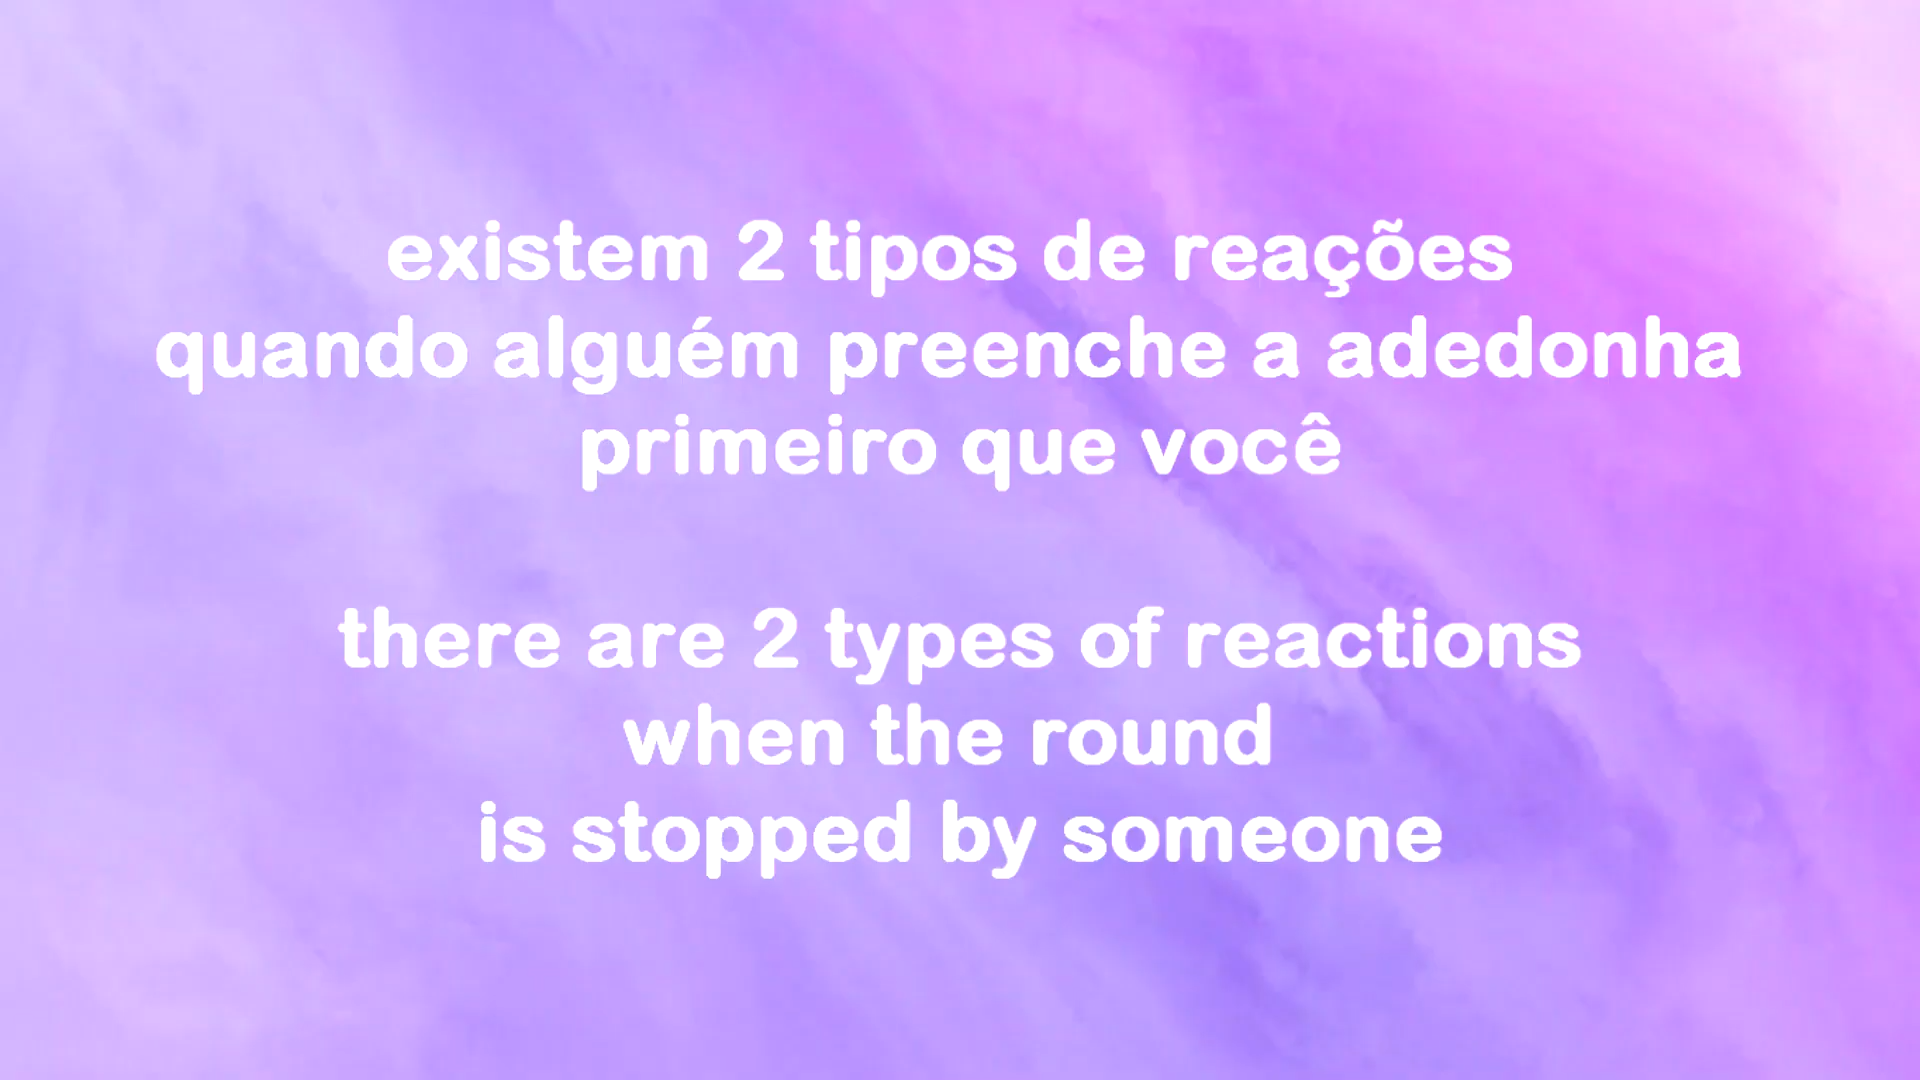 existem 2 tipos de reações
quando alguém preenche a adedonha
primeiro que você
there are 2 types of reactions
when the round
is stopped by someone